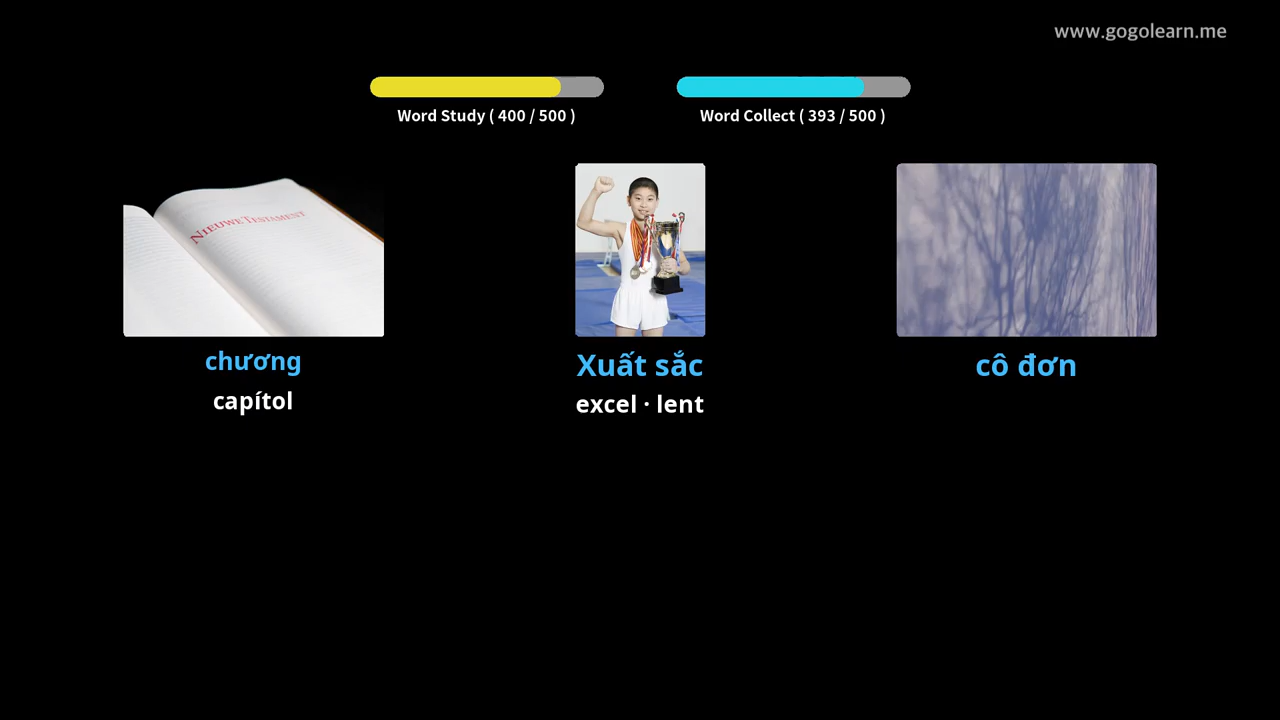 www.gogolearn.me
Word Study ( 400 / 500 )
Word Collect ( 393 / 500 )
NIEUWE TESTAMENT
chương
capítol
Xuất sắc
excel · lent
cô đơn